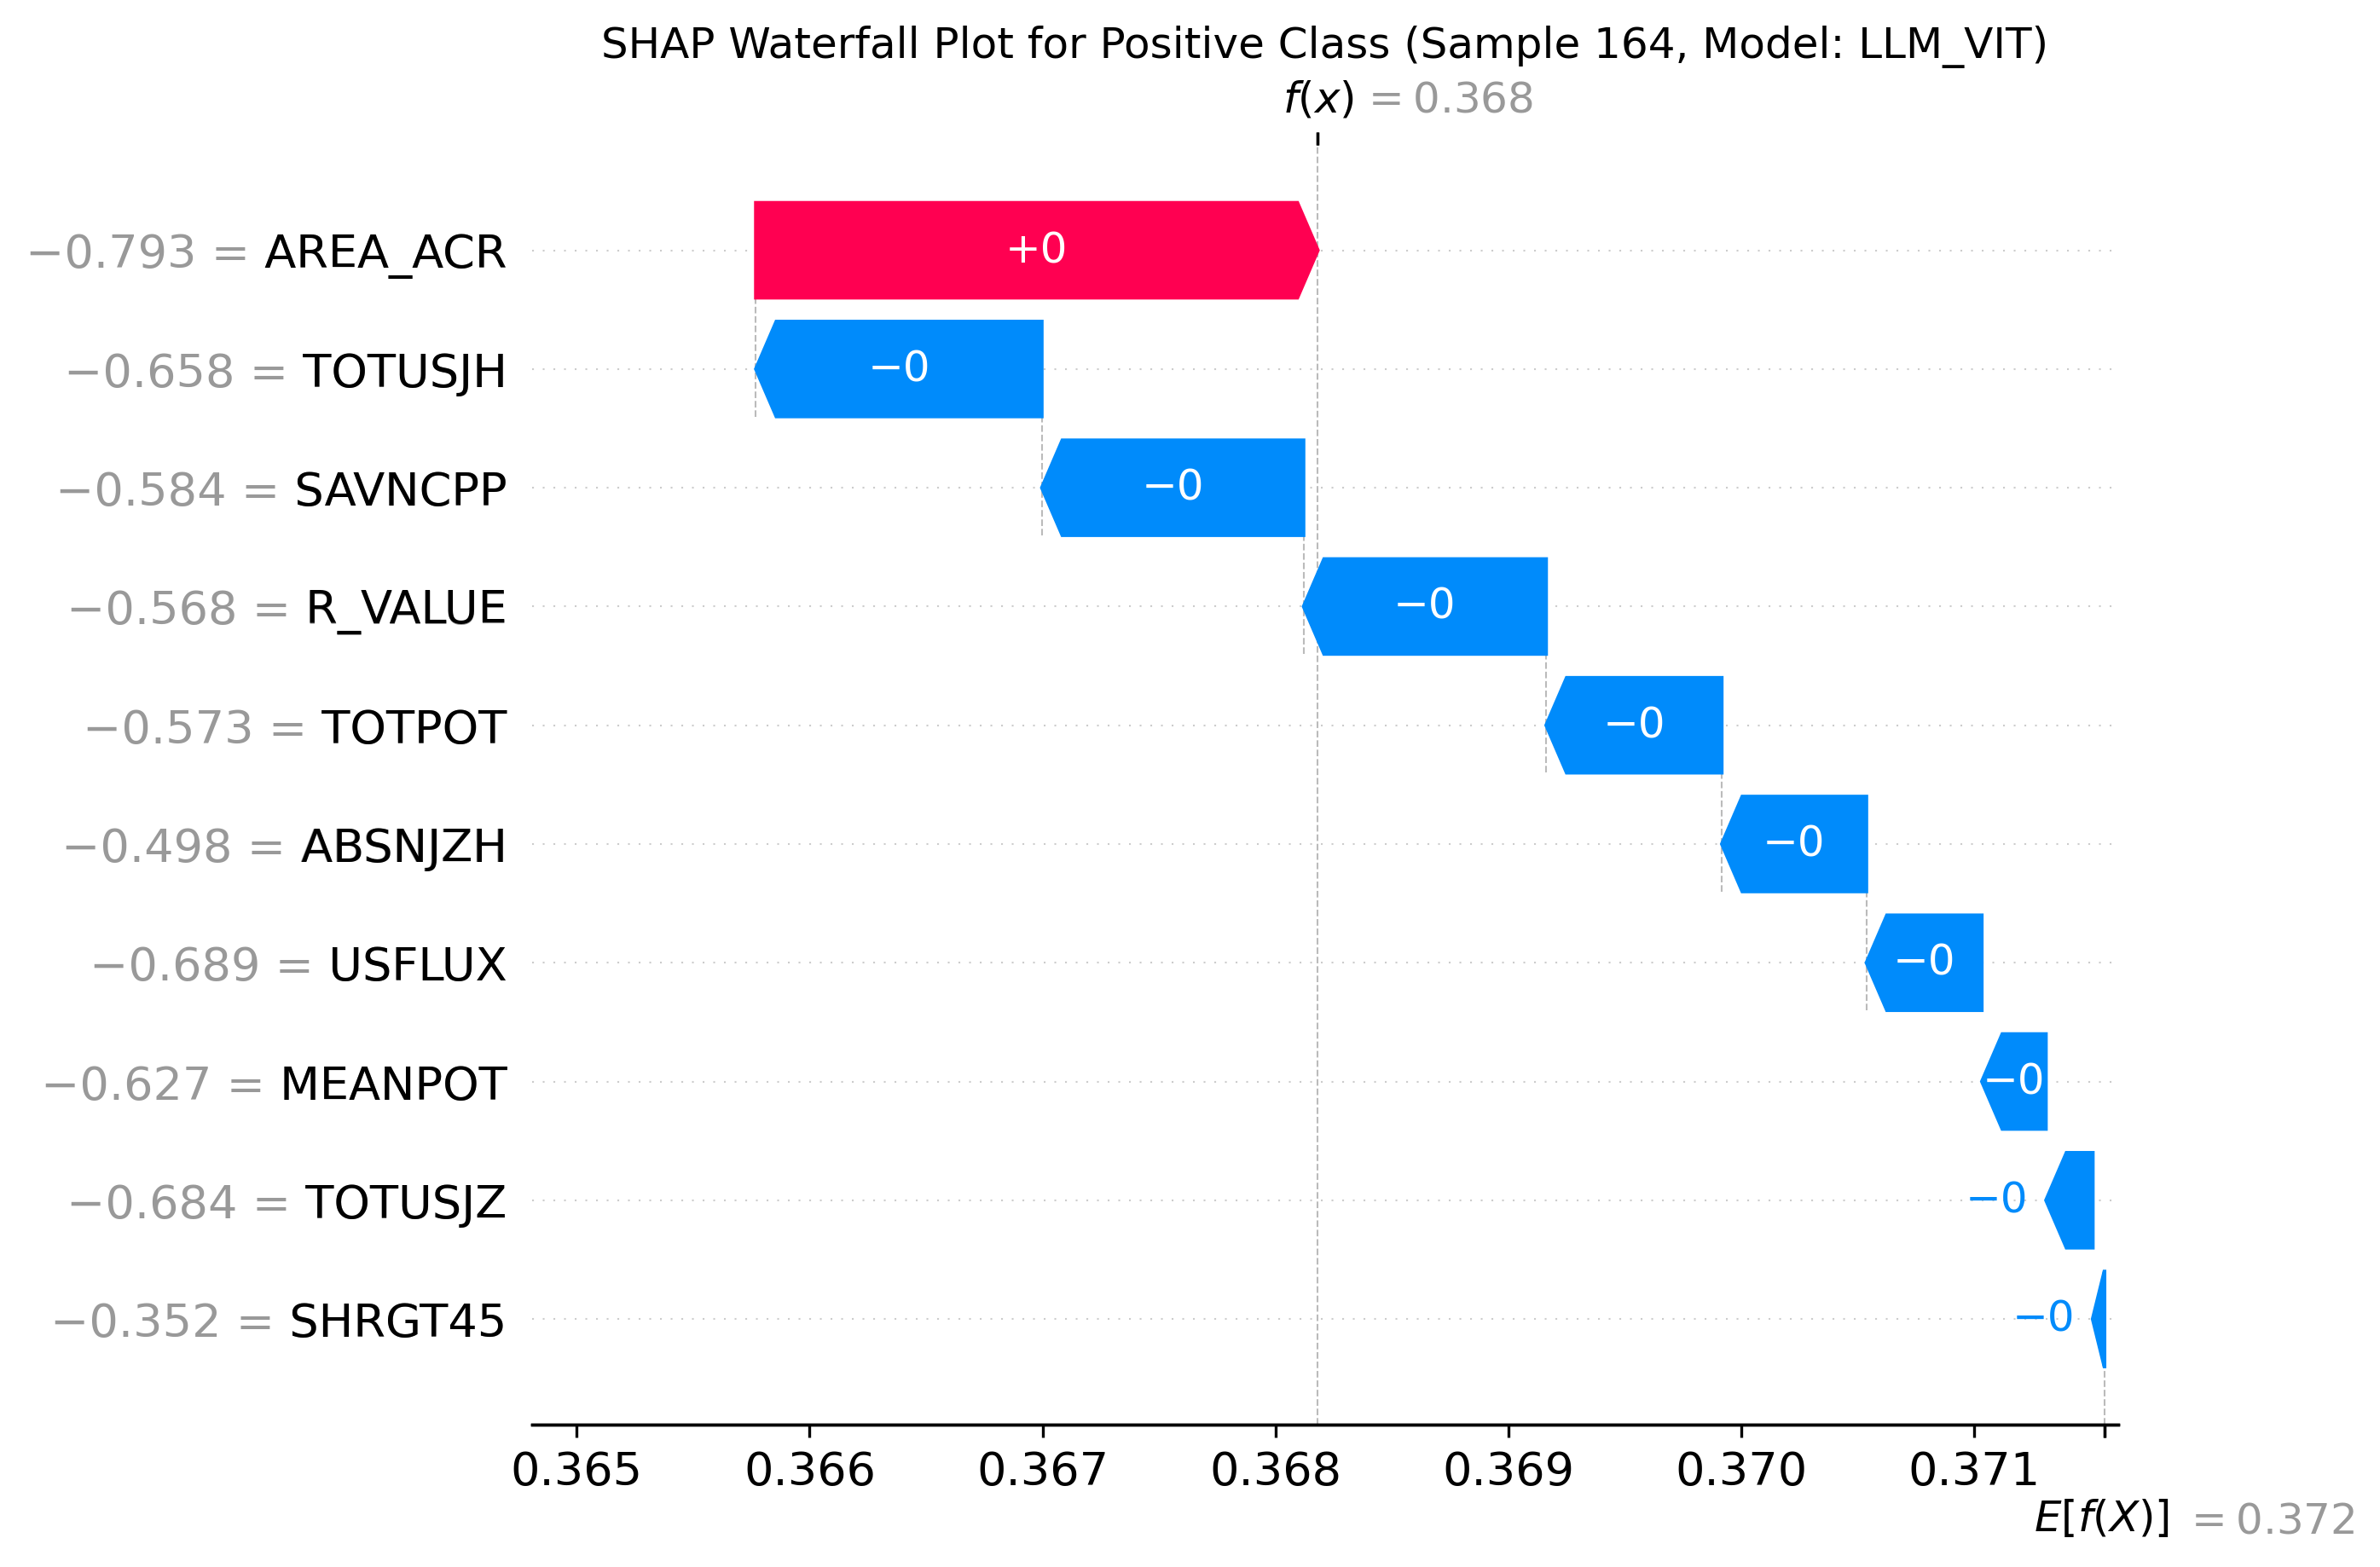 SHAP Waterfall Plot for Positive Class (Sample 164, Model: LLM_VIT)
f(x) = 0.368
−0.793 = AREA_ACR +0
−0.658 = TOTUSJH −0
−0.584 = SAVNCPP −0
−0.568 = R_VALUE −0
−0.573 = TOTPOT −0
−0.498 = ABSNJZH −0
−0.689 = USFLUX −0
−0.627 = MEANPOT −0
−0.684 = TOTUSJZ −0
−0.352 = SHRGT45 −0
0.365 0.366 0.367 0.368 0.369 0.370 0.371
E[f(X)] = 0.372